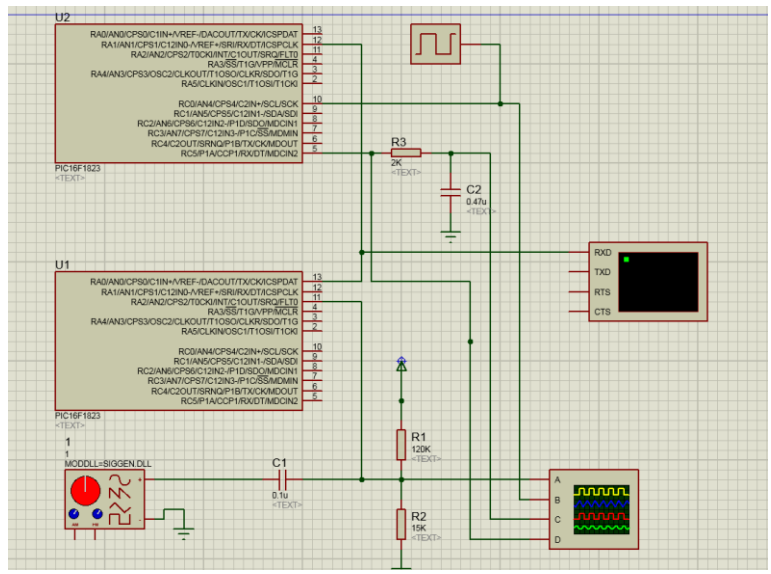 U2
RA0/AN0/CPS0/C1IN+/VREF-/DACOUT/TX/CK/ICSPDAT 13
RA1/AN1/CPS1/C12IN0-/VREF+/SRI/RX/DT/ICSPCLK 12
RA2/AN2/CPS2/T0CKI/INT/C1OUT/SRQ/FLT0 11
RA3/SS/T1G/VPP/MCLR 4
RA4/AN3/CPS3/OSC2/CLKOUT/T1OSO/CLKR/SDO/T1G 3
RA5/CLKIN/OSC1/T1OSI/T1CKI 2
RC0/AN4/CPS4/C2IN+/SCL/SCK 10
RC1/AN5/CPS5/C12IN1-/SDA/SDI 9
RC2/AN6/CPS6/C12IN2-/P1D/SDO/MDCIN1 8
RC3/AN7/CPS7/C12IN3-/P1C/SS/MDMIN 7
RC4/C2OUT/SRNQ/P1B/TX/CK/MDOUT 6
RC5/P1A/CCP1/RX/DT/MDCIN2 5
PIC16F1823
<TEXT>
R3
2K
<TEXT>
C2
0.47u
<TEXT>
RXD
TXD
RTS
CTS
U1
RA0/AN0/CPS0/C1IN+/VREF-/DACOUT/TX/CK/ICSPDAT 13
RA1/AN1/CPS1/C12IN0-/VREF+/SRI/RX/DT/ICSPCLK 12
RA2/AN2/CPS2/T0CKI/INT/C1OUT/SRQ/FLT0 11
RA3/SS/T1G/VPP/MCLR 4
RA4/AN3/CPS3/OSC2/CLKOUT/T1OSO/CLKR/SDO/T1G 3
RA5/CLKIN/OSC1/T1OSI/T1CKI 2
RC0/AN4/CPS4/C2IN+/SCL/SCK 10
RC1/AN5/CPS5/C12IN1-/SDA/SDI 9
RC2/AN6/CPS6/C12IN2-/P1D/SDO/MDCIN1 8
RC3/AN7/CPS7/C12IN3-/P1C/SS/MDMIN 7
RC4/C2OUT/SRNQ/P1B/TX/CK/MDOUT 6
RC5/P1A/CCP1/RX/DT/MDCIN2 5
PIC16F1823
<TEXT>
1
1
MODDLL=SIGGEN.DLL
+
-
C1
0.1u
<TEXT>
R1
120K
<TEXT>
R2
15K
<TEXT>
A
B
C
D